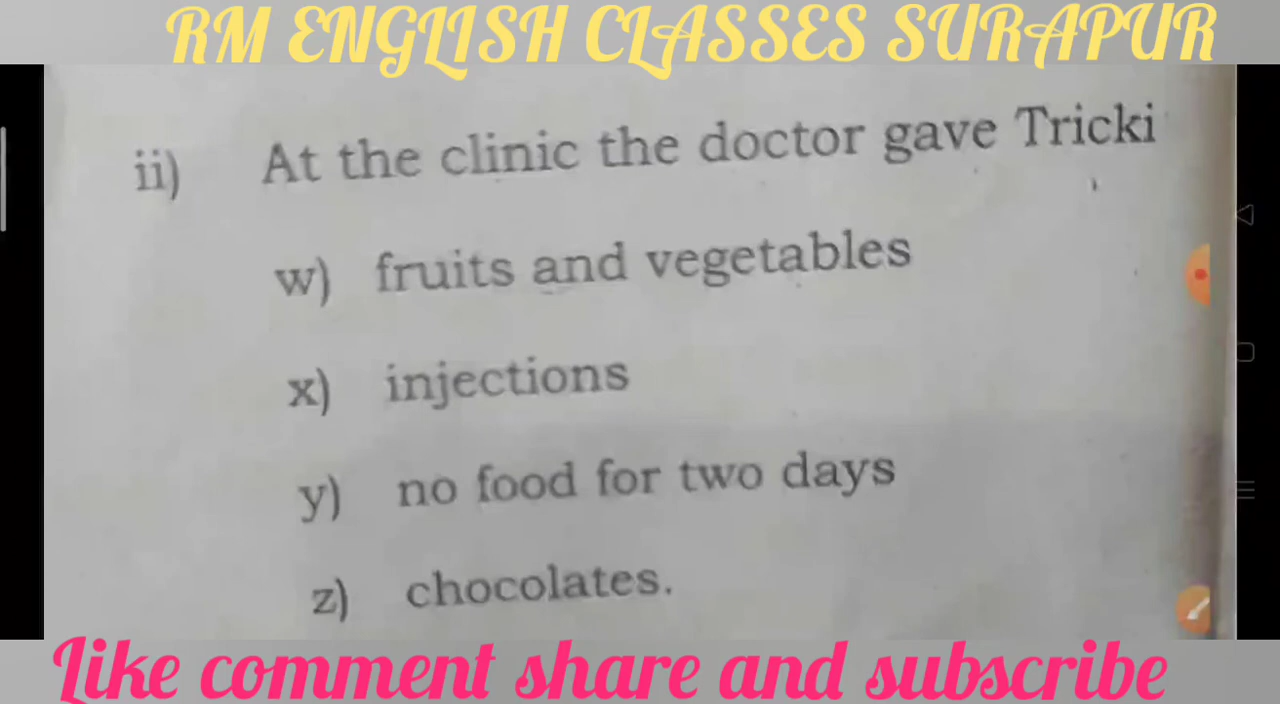 RM ENGLISH CLASSES SURAPUR
ii) At the clinic the doctor gave Tricki
w) fruits and vegetables
x) injections
y) no food for two days
z) chocolates.
Like comment share and subscribe